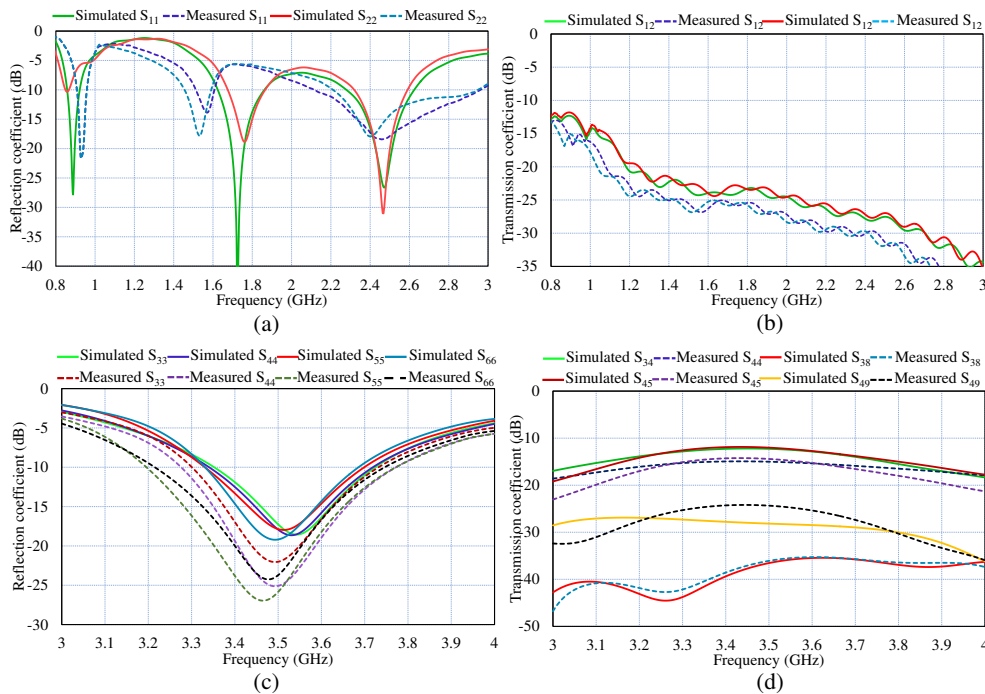 Simulated S11 Measured S11 Simulated S22 Measured S22
0
-5
-10
-15
-20
-25
-30
-35
-40
Reflection coefficient (dB)
0.8 1 1.2 1.4 1.6 1.8 2 2.2 2.4 2.6 2.8 3
Frequency (GHz)
(a)
Simulated S12 Measured S12 Simulated S12 Measured S12
0
-5
-10
-15
-20
-25
-30
-35
Transmission coefficient (dB)
0.8 1 1.2 1.4 1.6 1.8 2 2.2 2.4 2.6 2.8 3
Frequency (GHz)
(b)
Simulated S33 Simulated S44 Simulated S55 Simulated S66
Measured S33 Measured S44 Measured S55 Measured S66
0
-5
-10
-15
-20
-25
-30
Reflection coefficient (dB)
3 3.1 3.2 3.3 3.4 3.5 3.6 3.7 3.8 3.9 4
Frequency (GHz)
(c)
Simulated S34 Measured S44 Simulated S38 Measured S38
Simulated S45 Measured S45 Simulated S49 Measured S49
0
-10
-20
-30
-40
-50
Transmission coefficient (dB)
3 3.1 3.2 3.3 3.4 3.5 3.6 3.7 3.8 3.9 4
Frequency (GHz)
(d)